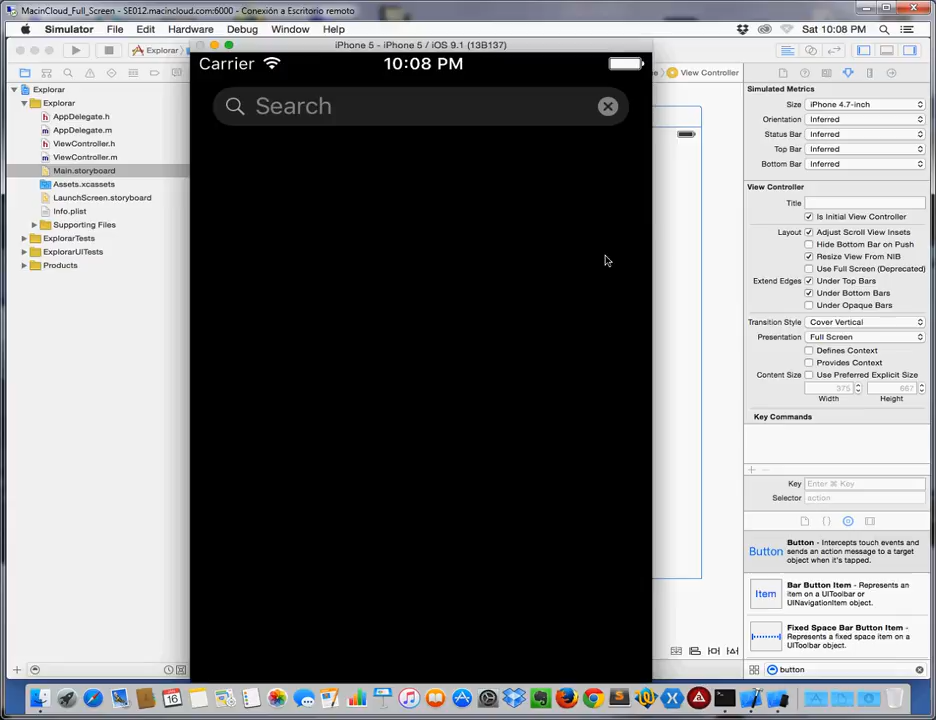 MacinCloud_Full_Screen - SE012.macincloud.com:6000 - Conexión a Escritorio remoto
Simulator File Edit Hardware Debug Window Help
Sat 10:08 PM
iPhone 5 - iPhone 5 / iOS 9.1 (13B137)
Explorar
View Controller
Carrier 10:08 PM
Search
Explorar
Explorar
AppDelegate.h
AppDelegate.m
ViewController.h
ViewController.m
Main.storyboard
Assets.xcassets
LaunchScreen.storyboard
Info.plist
Supporting Files
ExplorarTests
ExplorarUITests
Products
Simulated Metrics
Size iPhone 4.7-inch
Orientation Inferred
Status Bar Inferred
Top Bar Inferred
Bottom Bar Inferred
View Controller
Title
Is Initial View Controller
Layout Adjust Scroll View Insets
Hide Bottom Bar on Push
Resize View From NIB
Use Full Screen (Deprecated)
Extend Edges Under Top Bars
Under Bottom Bars
Under Opaque Bars
Transition Style Cover Vertical
Presentation Full Screen
Defines Context
Provides Context
Content Size Use Preferred Explicit Size
375 667
Width Height
Key Commands
Key Enter ⌘ Key
Selector action
Button
Button - Intercepts touch events and
sends an action message to a target
object when it's tapped.
Item
Bar Button Item - Represents an
item on a UIToolbar or
UINavigationItem object.
Fixed Space Bar Button Item -
Represents a fixed space item on a
UIToolbar object.
button
16